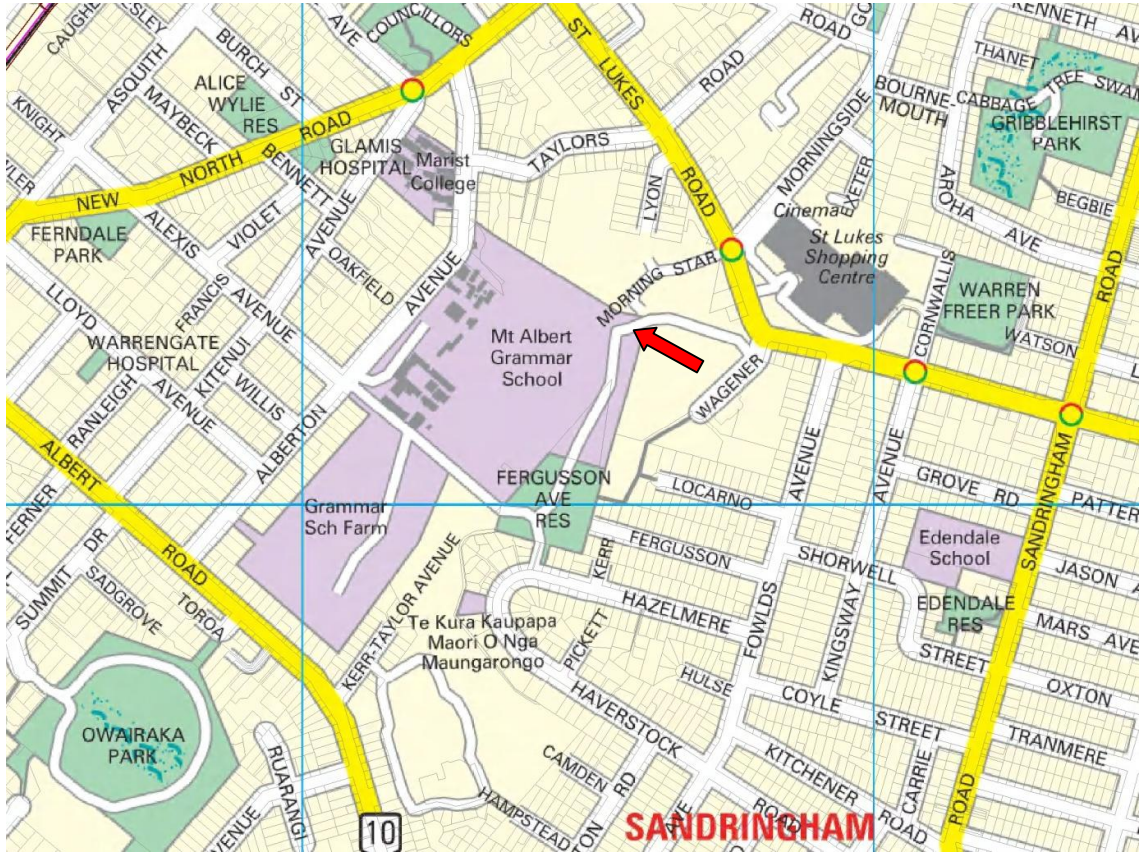 CAUGHE
SLEY
BURCH ST
AVE
COUNCILLORS
ST LUKES ROAD
ROAD
GO
ROAD
KENNETH AV
THANET
CABBAGE TREE SWAM
GRIBBLEHIRST
PARK
BEGBIE
ASQUITH
KNIGHT
MAYBECK
ALICE
WYLIE
RES
BENNETT
GLAMIS
HOSPITAL
Marist
College
TAYLORS
LYON
MORNINGSIDE
EXETER
BOURNE-
MOUTH
AROHA AVE
NEW NORTH ROAD
FERNDALE
PARK
ALEXIS AVENUE
VIOLET
OAKFIELD
AVENUE
AVENUE
MORNING STAR
Cinema
St Lukes
Shopping
Centre
CORNWALLIS
WARREN
FREER PARK
WATSON
ROAD
LLOYD AVENUE
FRANCIS
WARRENGATE
HOSPITAL
RANLEIGH
KITENUI
WILLIS
ALBERTON
Mt Albert
Grammar
School
WAGENER
ALBERT ROAD
FERNER
SUMMIT DR
SADGROVE
TOROA
Grammar
Sch Farm
FERGUSSON
AVE
RES
LOCARNO
AVENUE
AVENUE
GROVE RD
PATTER
SANDRINGHAM ROAD
Edendale
School
JASON A
EDENDALE
RES
MARS AVE
OXTON
TRANMERE
FERGUSSON
KERR
HAZELMERE
SHORWELL STREET
FOWLDS
KINGSWAY
KERR-TAYLOR AVENUE
Te Kura Kaupapa
Maori O Nga
Maungarongo
PICKETT
HAVERSTOCK ROAD
HULSE
COYLE STREET
KITCHENER ROAD
CARRIE
CAMDEN
RD
HAMPSTEAD
TON
AVE
OWAIRAKA
PARK
RUARANGI
AVENUE
10
SANDRINGHAM